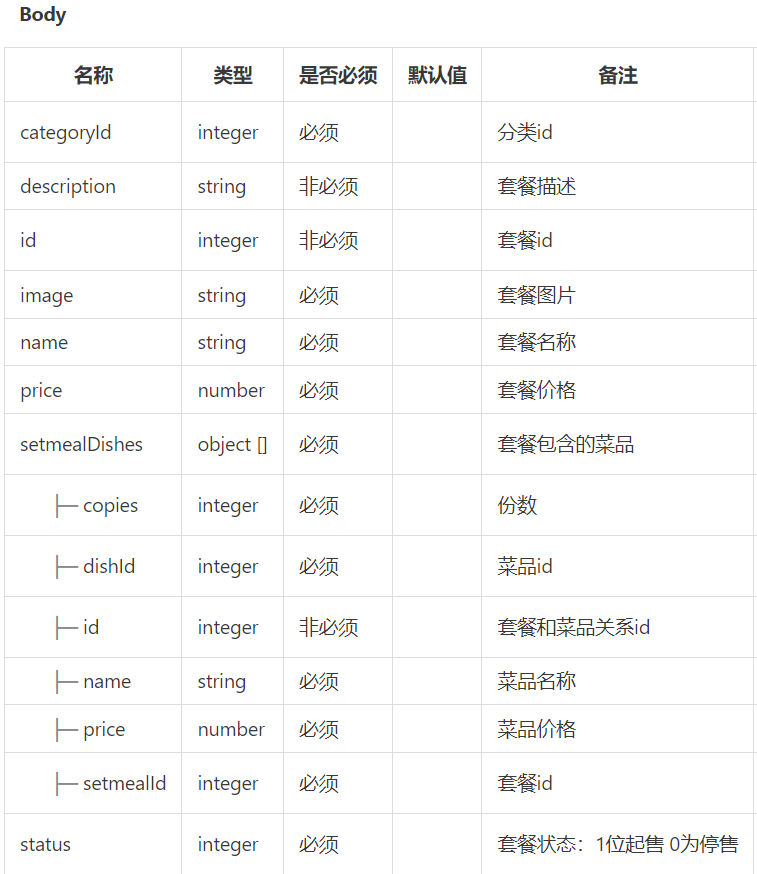 Body
名称 类型 是否必须 默认值 备注
categoryId integer 必须 分类id
description string 非必须 套餐描述
id integer 非必须 套餐id
image string 必须 套餐图片
name string 必须 套餐名称
price number 必须 套餐价格
setmealDishes object [] 必须 套餐包含的菜品
├─ copies integer 必须 份数
├─ dishId integer 必须 菜品id
├─ id integer 非必须 套餐和菜品关系id
├─ name string 必须 菜品名称
├─ price number 必须 菜品价格
├─ setmealId integer 必须 套餐id
status integer 必须 套餐状态：1位起售 0为停售